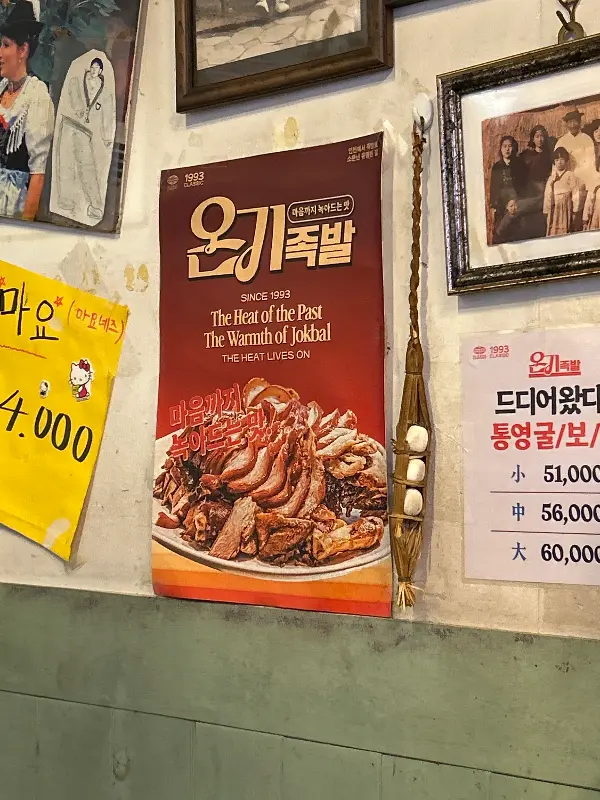 마요 (마요네즈)
4.000
1993
CLASSIC
온기족발
마음까지 녹아드는 맛
SINCE 1993
The Heat of the Past
The Warmth of Jokbal
THE HEAT LIVES ON
마음까지
녹아드는 맛
1993
CLASSIC
온기족발
드디어왔다
통영굴/보/
小 51,000
中 56,000
大 60,000